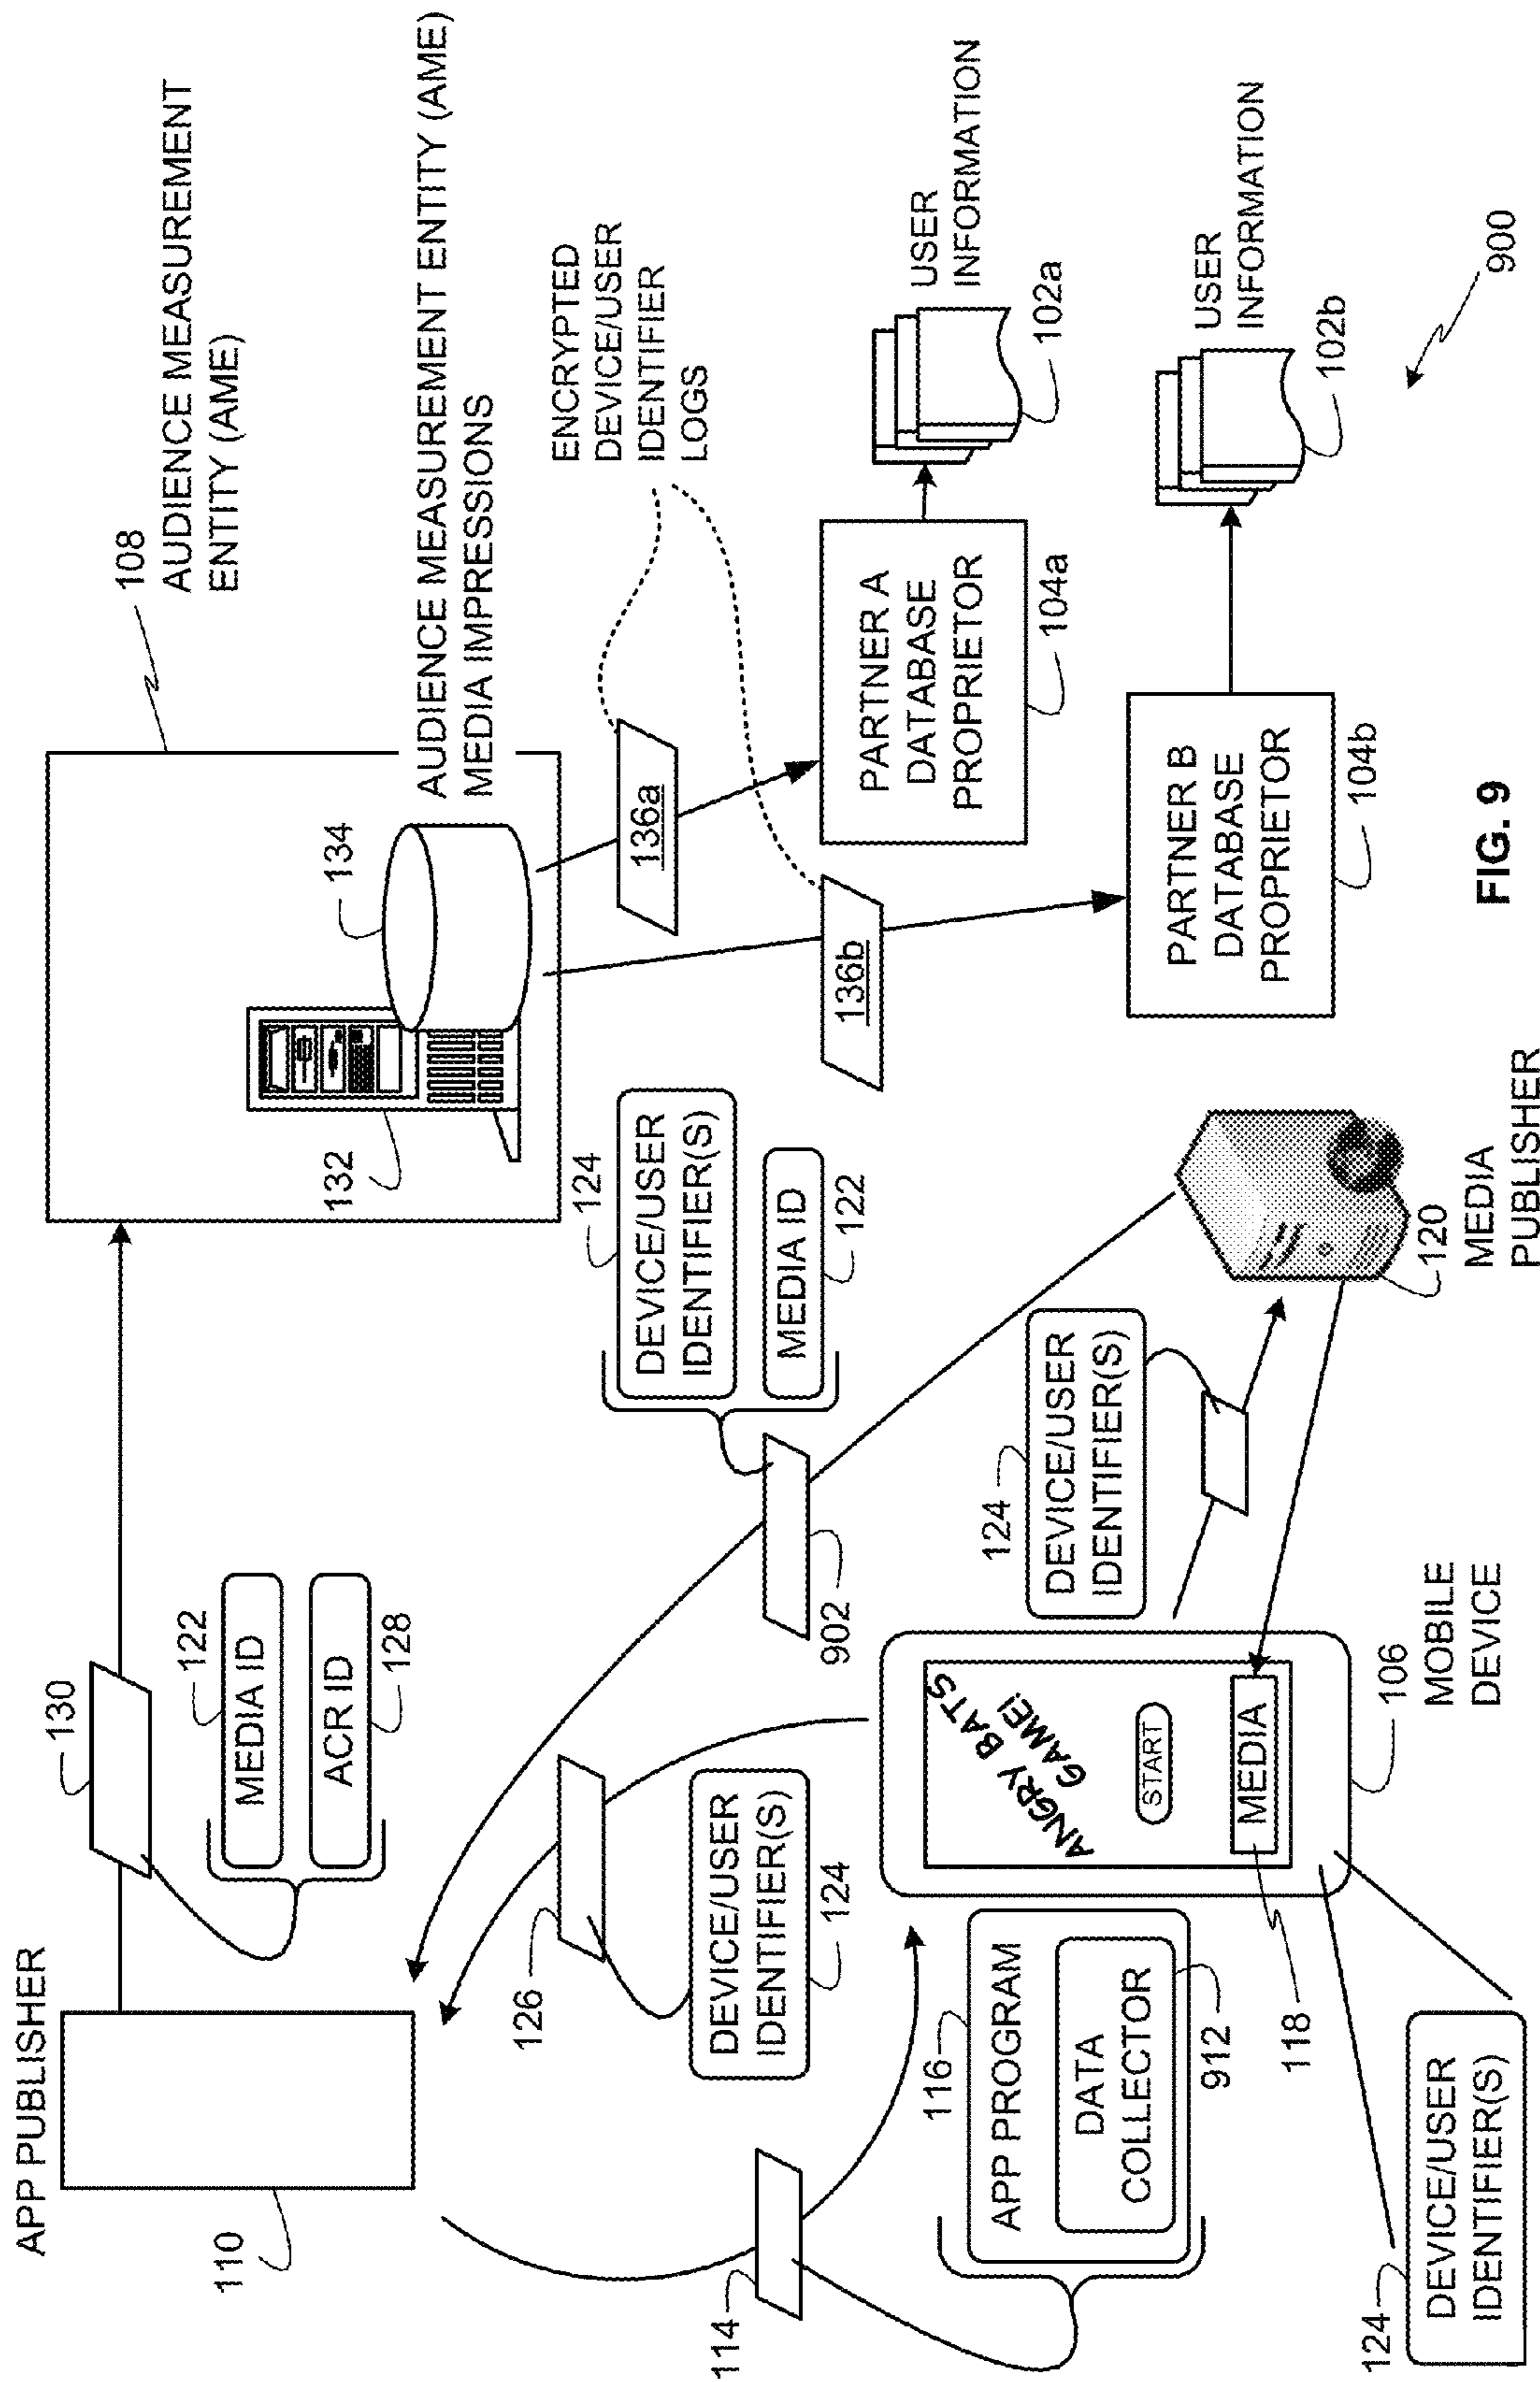 APP PUBLISHER
110
130
122
MEDIA ID
ACR ID
128
108
AUDIENCE MEASUREMENT
ENTITY (AME)
132
134
AUDIENCE MEASUREMENT ENTITY (AME)
MEDIA IMPRESSIONS
ENCRYPTED
DEVICE/USER
IDENTIFIER
LOGS
136a
136b
PARTNER A
DATABASE
PROPRIETOR
104a
USER
INFORMATION
102a
PARTNER B
DATABASE
PROPRIETOR
104b
USER
INFORMATION
102b
900
124
DEVICE/USER
IDENTIFIER(S)
MEDIA ID
122
902
126
DEVICE/USER
IDENTIFIER(S)
124
114
116
APP PROGRAM
DATA
COLLECTOR
912
118
ANGRY BATS
GAME!
START
MEDIA
106
MOBILE
DEVICE
124
DEVICE/USER
IDENTIFIER(S)
120
MEDIA
PUBLISHER
124
DEVICE/USER
IDENTIFIER(S)
FIG. 9